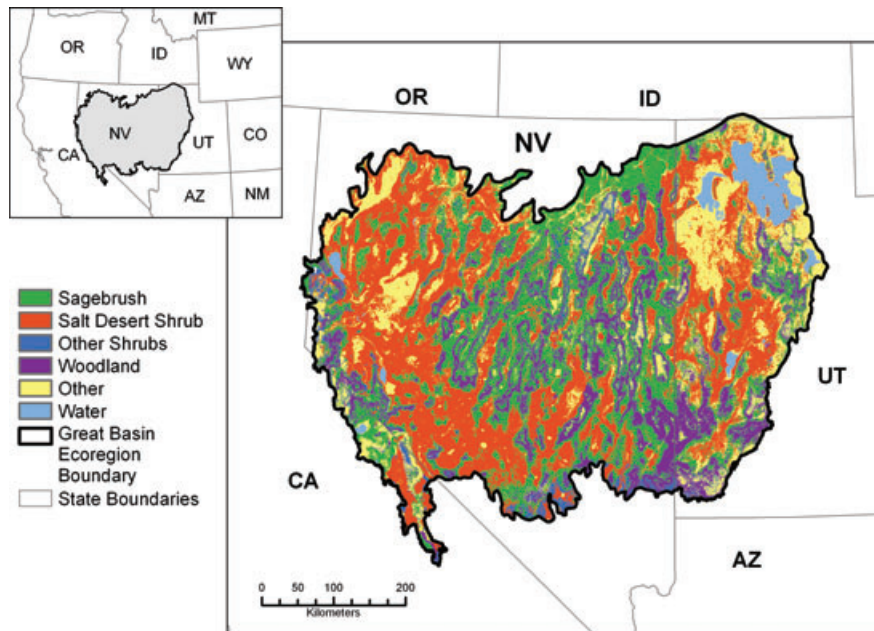 MT
OR
ID
WY
NV
CA
UT
CO
AZ
NM
OR
ID
NV
UT
CA
AZ
Sagebrush
Salt Desert Shrub
Other Shrubs
Woodland
Other
Water
Great Basin
Ecoregion
Boundary
State Boundaries
0 50 100 200
Kilometers